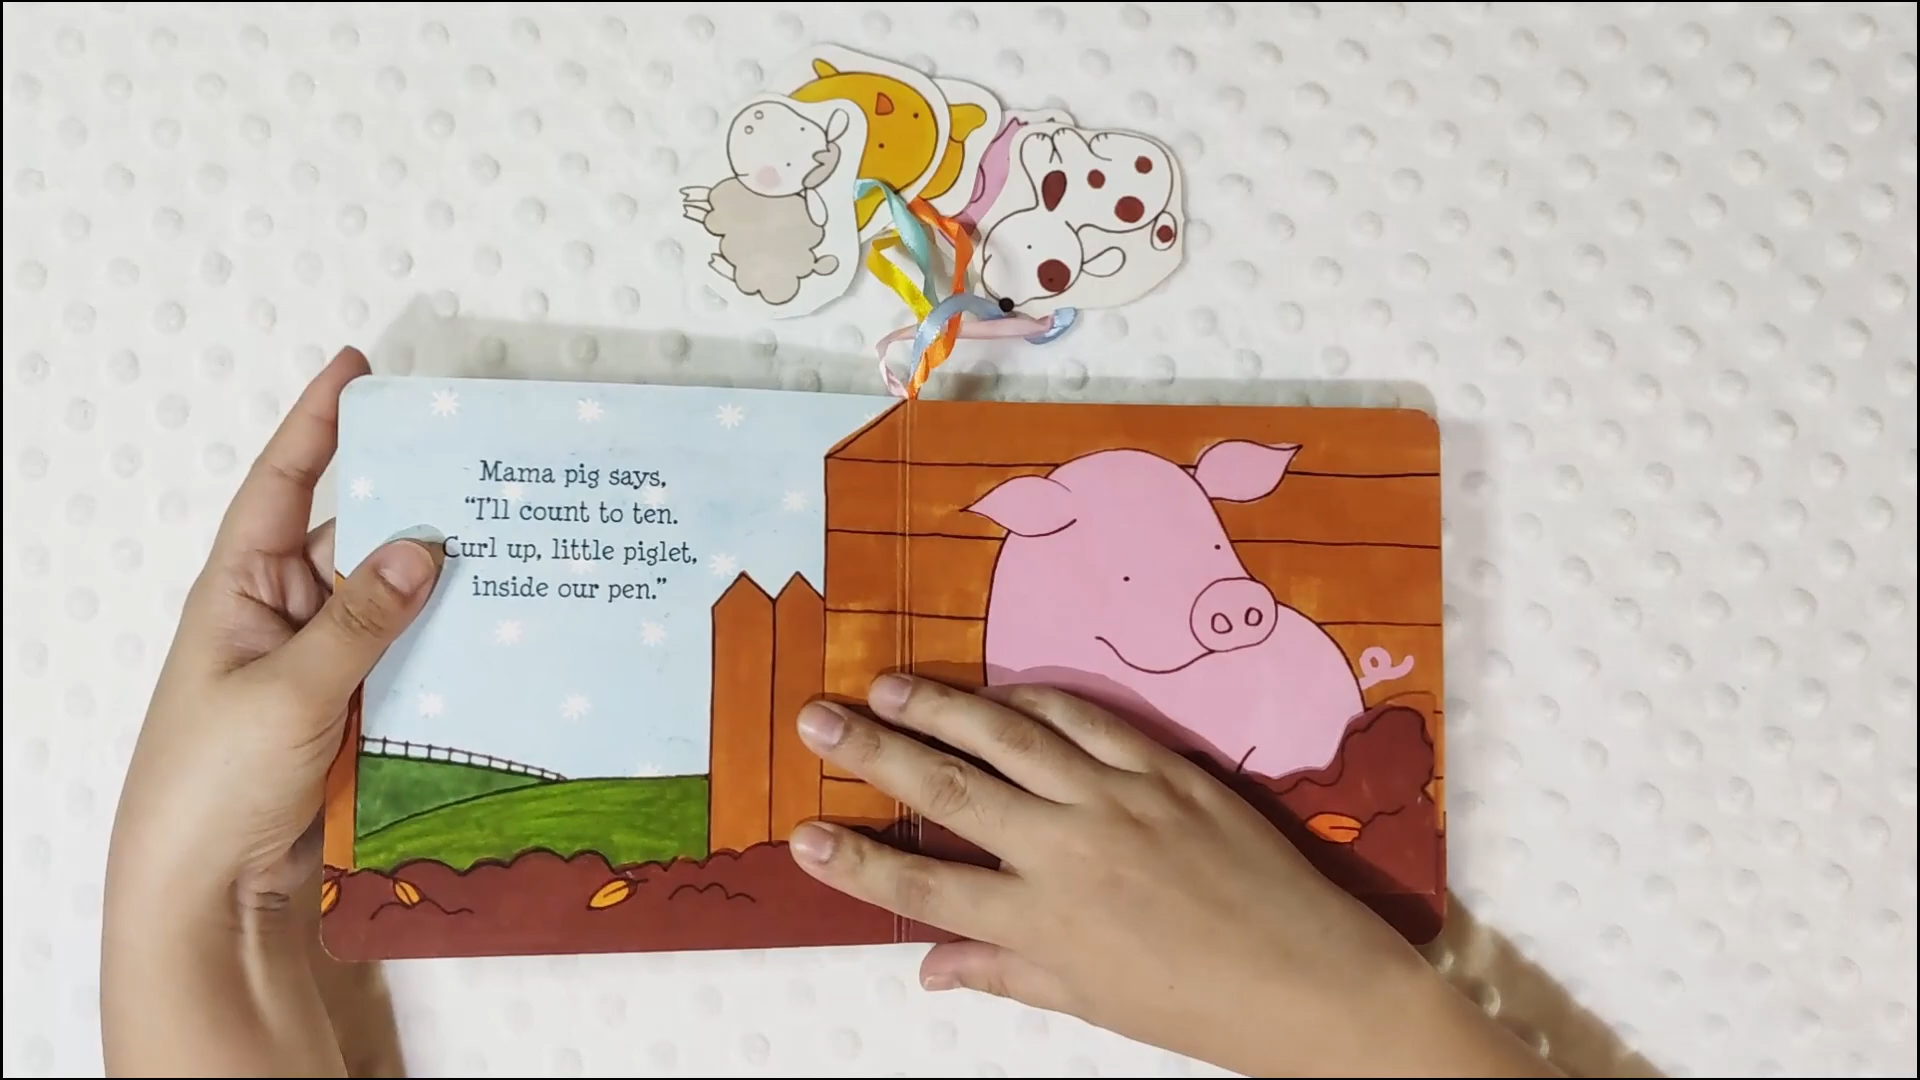 Mama pig says,
“I’ll count to ten.
Curl up, little piglet,
inside our pen.”